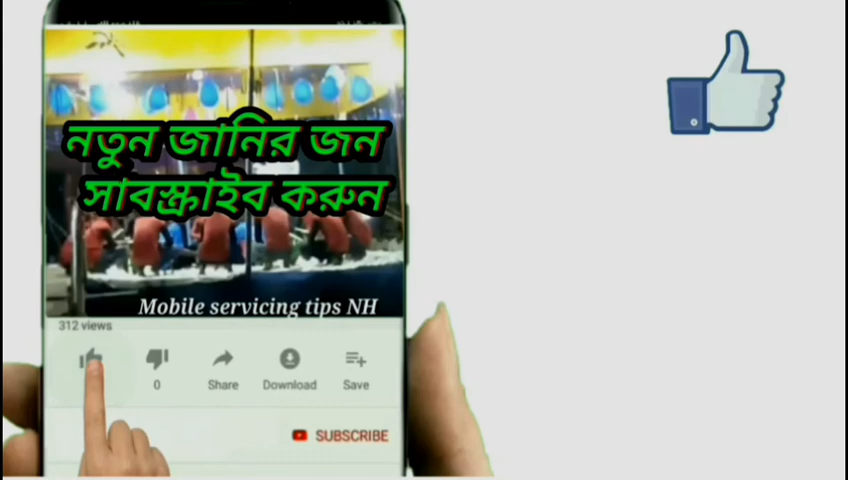 নতুন জানির জন
সাবস্ক্রাইব করুন
Mobile servicing tips NH
312 views
0 Share Download Save
SUBSCRIBE